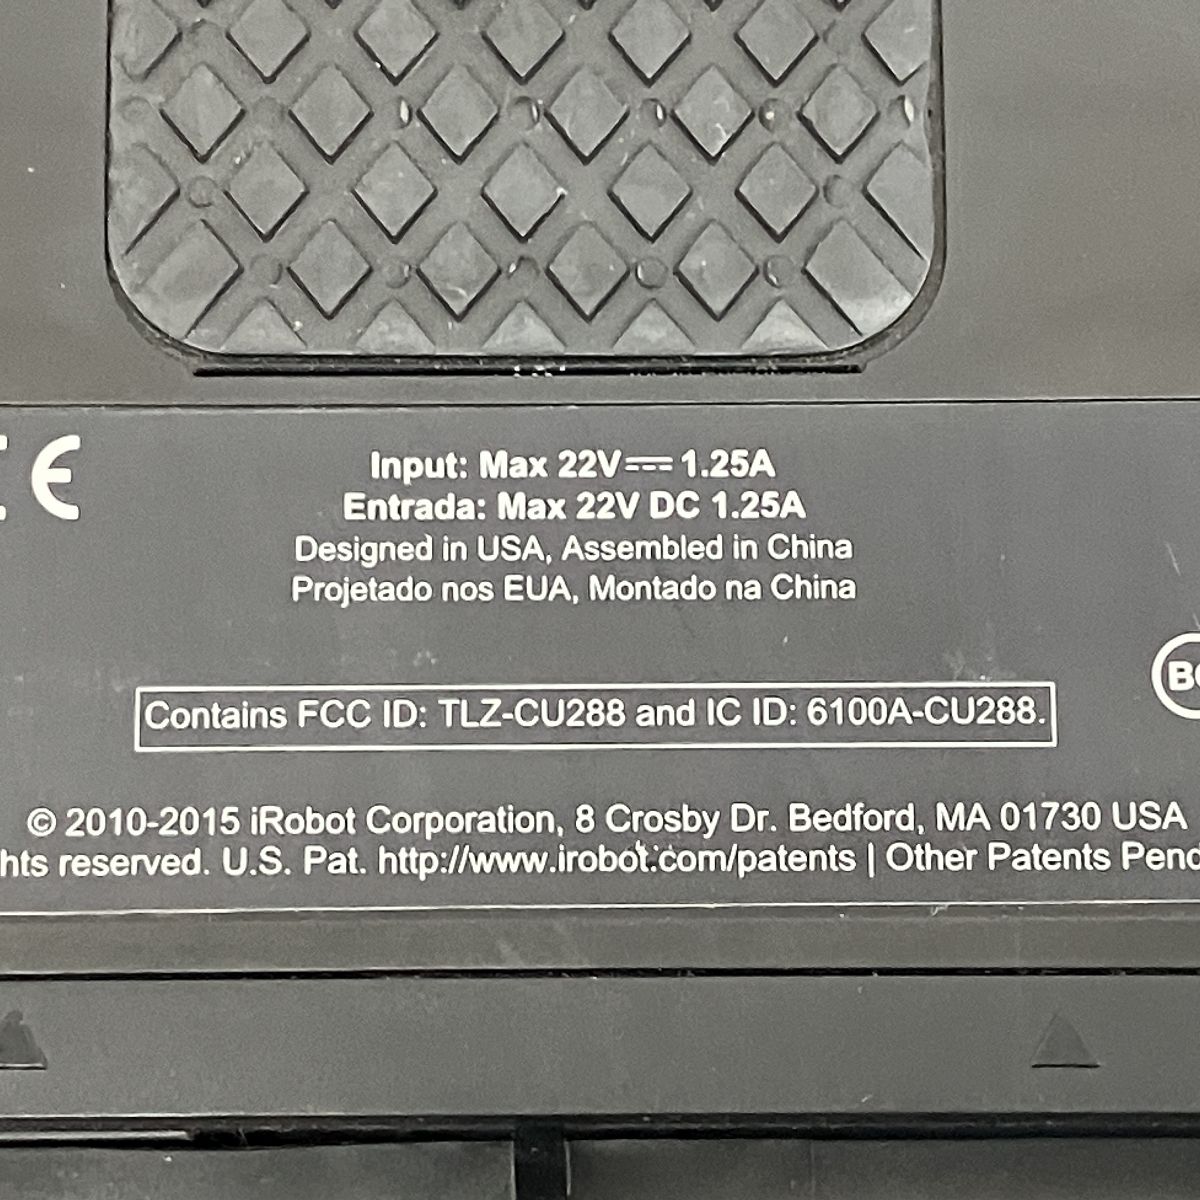 CE
Input: Max 22V⎓1.25A
Entrada: Max 22V DC 1.25A
Designed in USA, Assembled in China
Projetado nos EUA, Montado na China
Contains FCC ID: TLZ-CU288 and IC ID: 6100A-CU288.
© 2010-2015 iRobot Corporation, 8 Crosby Dr. Bedford, MA 01730 USA
reserved. U.S. Pat. http://www.irobot.com/patents | Other Patents